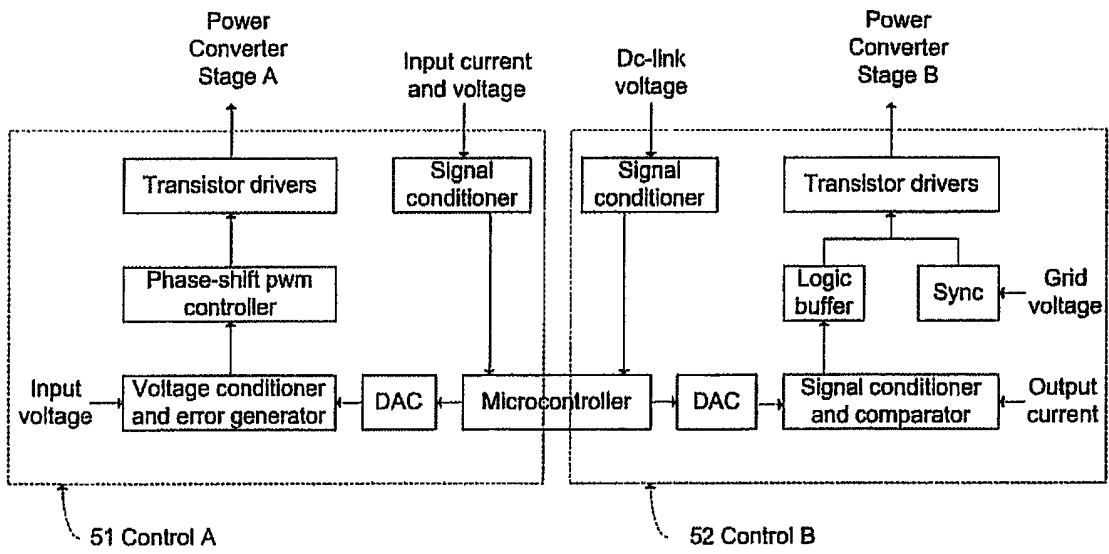 Power
Converter
Stage A
Input current
and voltage
Dc-link
voltage
Power
Converter
Stage B
Transistor drivers
Signal
conditioner
Signal
conditioner
Transistor drivers
Phase-shift pwm
controller
Logic
buffer
Sync
Grid
voltage
Input
voltage
Voltage conditioner
and error generator
DAC
Microcontroller
DAC
Signal conditioner
and comparator
Output
current
51 Control A
52 Control B